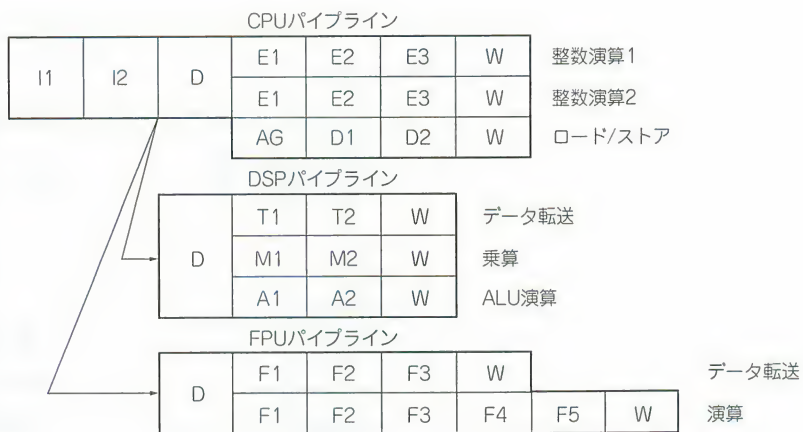 CPUパイプライン
I1 I2 D E1 E2 E3 W 整数演算1
E1 E2 E3 W 整数演算2
AG D1 D2 W ロード/ストア
DSPパイプライン
D T1 T2 W データ転送
M1 M2 W 乗算
A1 A2 W ALU演算
FPUパイプライン
D F1 F2 F3 W データ転送
F1 F2 F3 F4 F5 W 演算